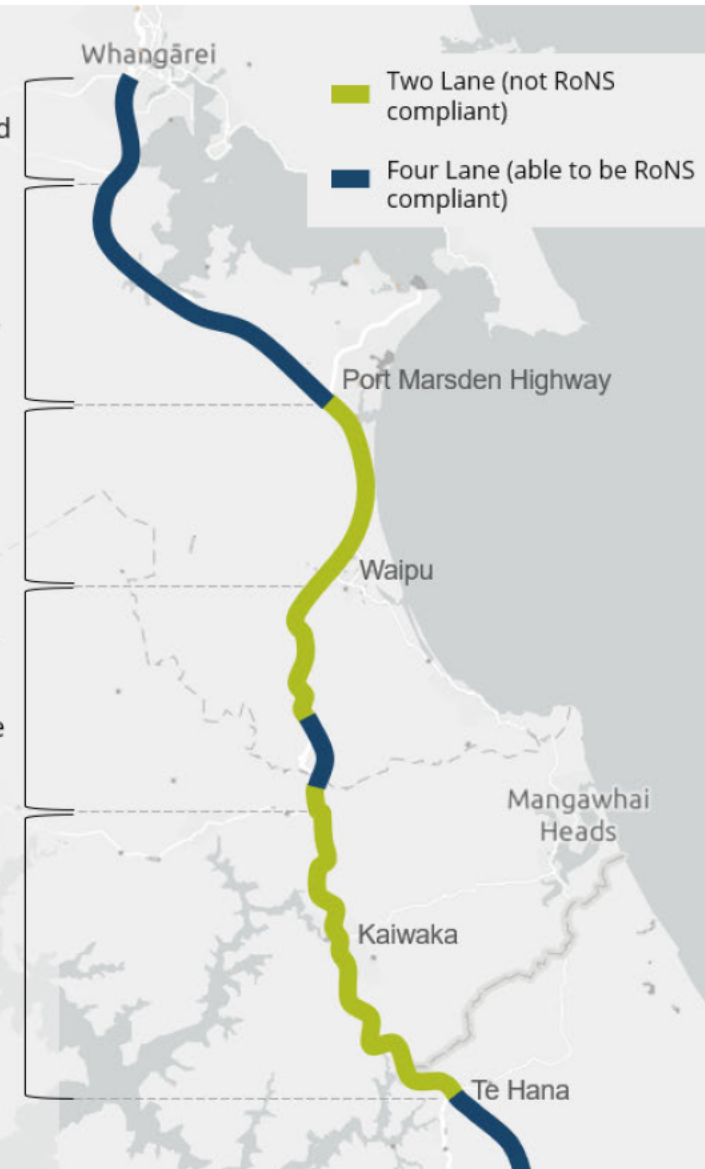 Whangārei
Two Lane (not RoNS
compliant)
Four Lane (able to be RoNS
compliant)
Port Marsden Highway
Waipu
Mangawhai
Heads
Kaiwaka
Te Hana